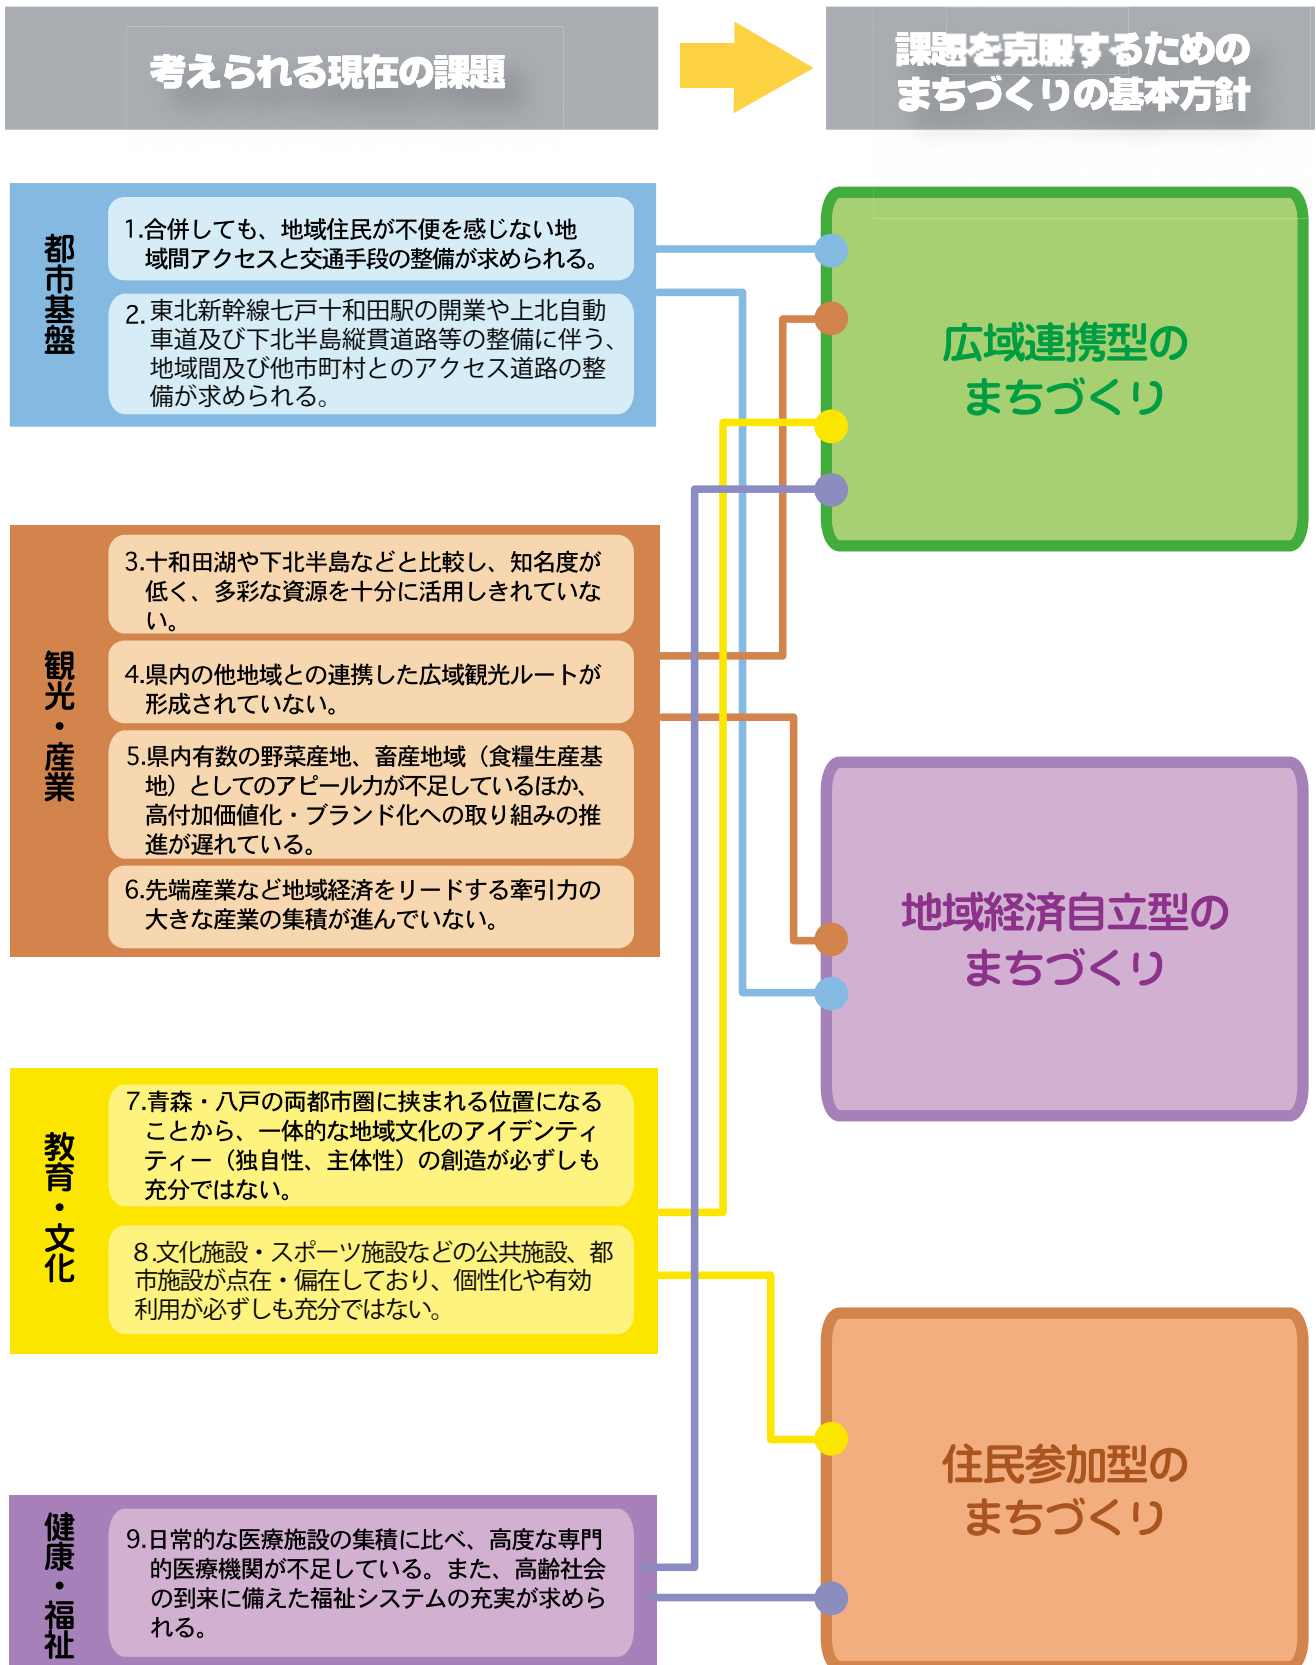 考えられる現在の課題
課題を克服するための
まちづくりの基本方針
都市基盤
1.合併しても、地域住民が不便を感じない地
域間アクセスと交通手段の整備が求められる。
2.東北新幹線七戸十和田駅の開業や上北自動
車道及び下北半島縦貫道路等の整備に伴う、
地域間及び他市町村とのアクセス道路の整
備が求められる。
観光・産業
3.十和田湖や下北半島などと比較し、知名度が
低く、多彩な資源を十分に活用しきれていな
い。
4.県内の他地域との連携した広域観光ルートが
形成されていない。
5.県内有数の野菜産地、畜産地域（食糧生産基
地）としてのアピール力が不足しているほか、
高付加価値化・ブランド化への取り組みの推
進が遅れている。
6.先端産業など地域経済をリードする牽引力の
大きな産業の集積が進んでいない。
教育・文化
7.青森・八戸の両都市圏に挟まれる位置になる
ことから、一体的な地域文化のアイデンティ
ティー（独自性、主体性）の創造が必ずしも
充分ではない。
８.文化施設・スポーツ施設などの公共施設、都
市施設が点在・偏在しており、個性化や有効
利用が必ずしも充分ではない。
健康・福祉
9.日常的な医療施設の集積に比べ、高度な専門
的医療機関が不足している。また、高齢社会
の到来に備えた福祉システムの充実が求めら
れる。
広域連携型の
まちづくり
地域経済自立型の
まちづくり
住民参加型の
まちづくり